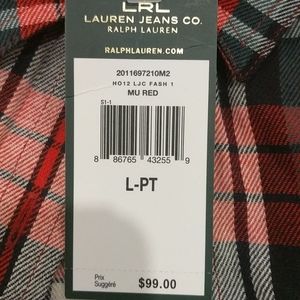 LRL
LAUREN JEANS CO.
RALPH LAUREN
RALPHLAUREN.COM
2011697210M2
HO12 LJC FASH 1
MU RED
S1-1
8 86765 43255 9
L-PT
Prix
Suggéré
$99.00